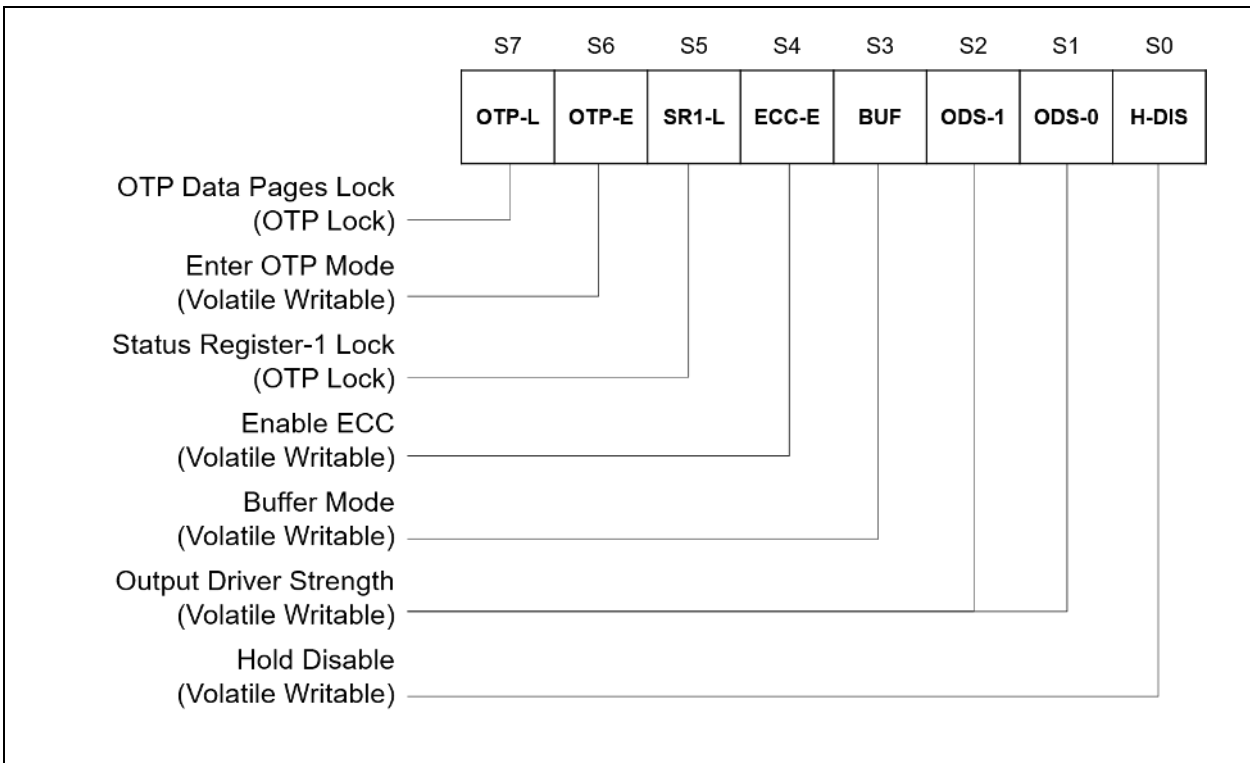 S7 S6 S5 S4 S3 S2 S1 S0
OTP-L OTP-E SR1-L ECC-E BUF ODS-1 ODS-0 H-DIS
OTP Data Pages Lock
(OTP Lock)
Enter OTP Mode
(Volatile Writable)
Status Register-1 Lock
(OTP Lock)
Enable ECC
(Volatile Writable)
Buffer Mode
(Volatile Writable)
Output Driver Strength
(Volatile Writable)
Hold Disable
(Volatile Writable)